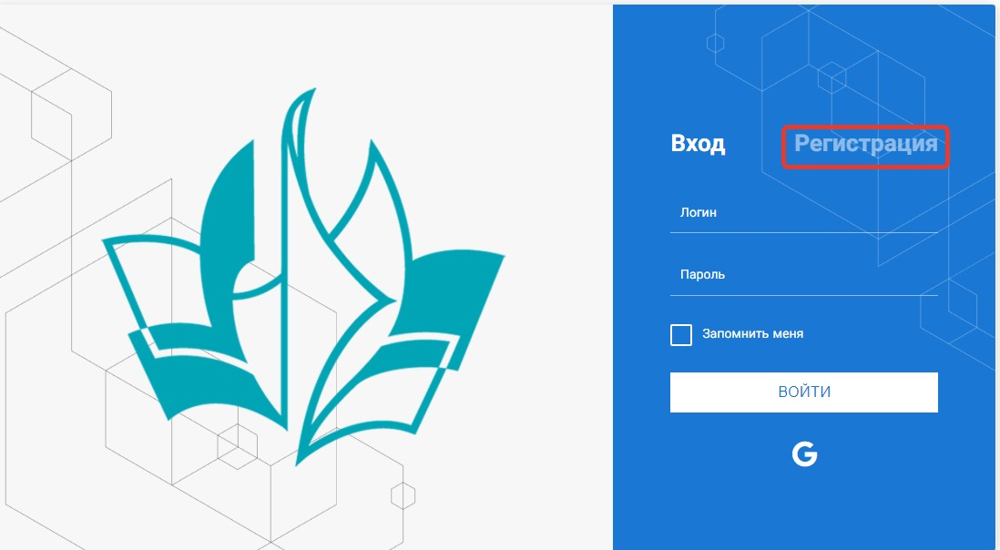 Вход Регистрация
Логин
Пароль
Запомнить меня
ВОЙТИ
G